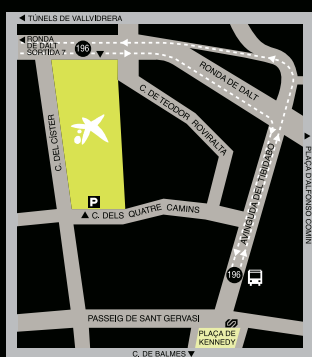 TÚNELS DE VALLVIDRERA
RONDA
DE DALT
SORTIDA 7
196
RONDA DE DALT
C. DE TEODOR ROVIRALTA
C. DEL CÍSTER
AVINGUDA DEL TIBIDABO
PLAÇA D'ALFONSO COMÍN
P
C. DELS QUATRE CAMINS
196
PASSEIG DE SANT GERVASI
PLAÇA DE
KENNEDY
C. DE BALMES